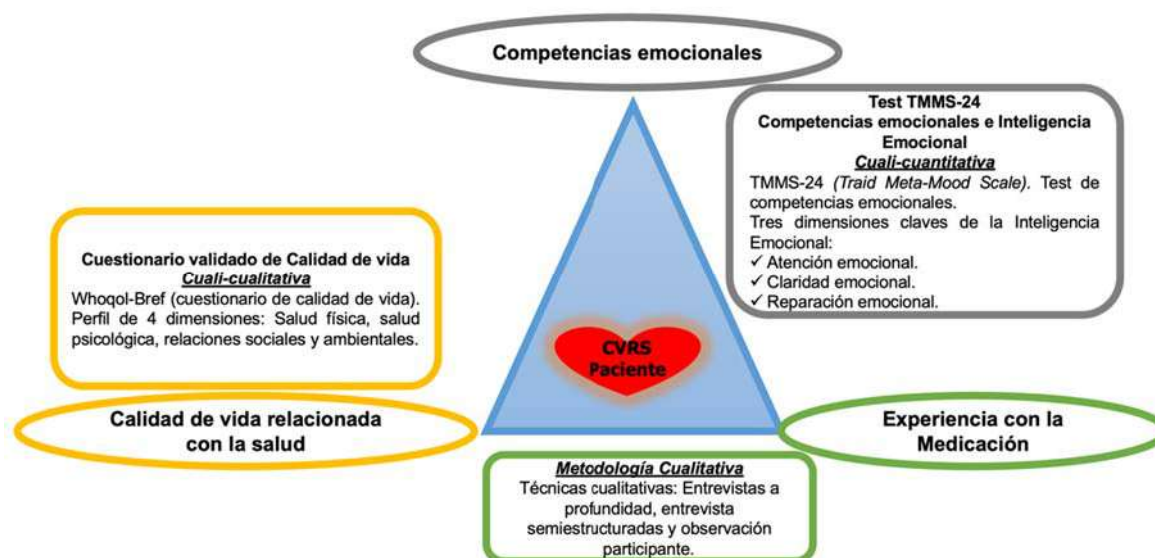 Competencias emocionales
Test TMMS-24
Competencias emocionales e Inteligencia
Emocional
Cuali-cuantitativa
TMMS-24 (Traid Meta-Mood Scale). Test de
competencias emocionales.
Tres dimensiones claves de la Inteligencia
Emocional:
✓ Atención emocional.
✓ Claridad emocional.
✓ Reparación emocional.
Cuestionario validado de Calidad de vida
Cuali-cualitativa
Whoqol-Bref (cuestionario de calidad de vida).
Perfil de 4 dimensiones: Salud física, salud
psicológica, relaciones sociales y ambientales.
CVRS
Paciente
Calidad de vida relacionada
con la salud
Experiencia con la
Medicación
Metodología Cualitativa
Técnicas cualitativas: Entrevistas a
profundidad, entrevista
semiestructuradas y observación
participante.